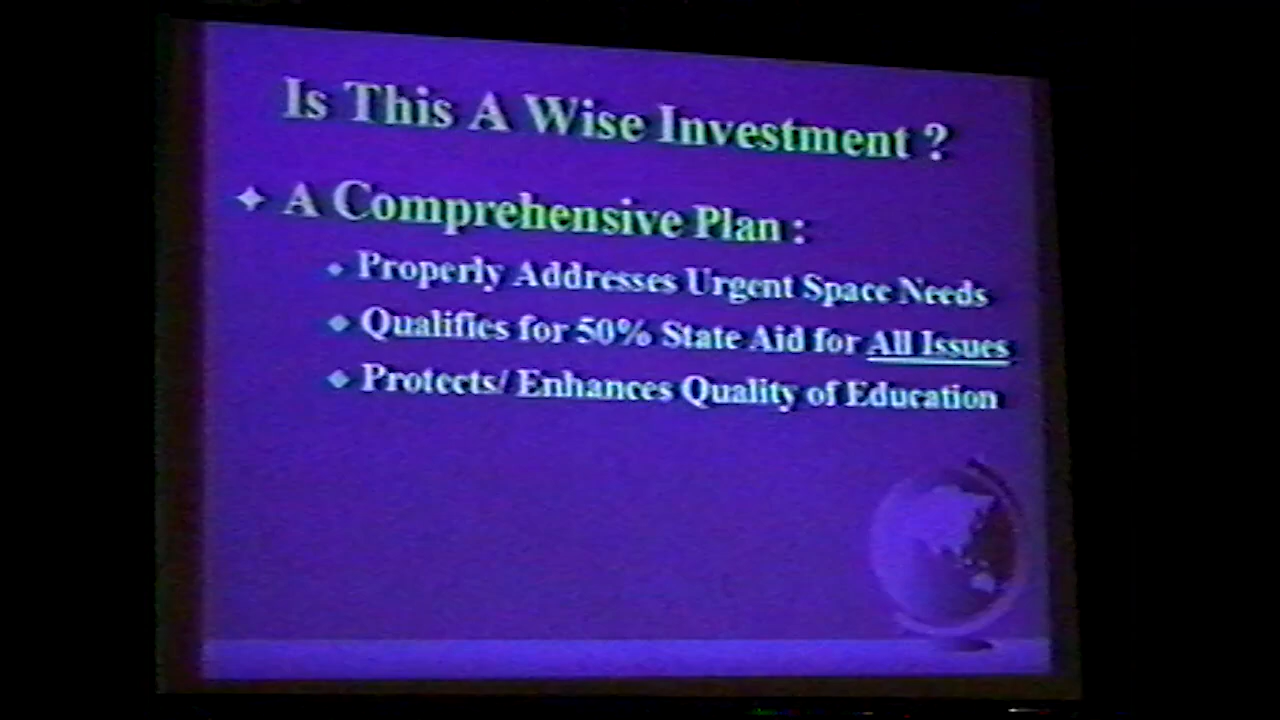 Is This A Wise Investment ?
A Comprehensive Plan :
Properly Addresses Urgent Space Needs
Qualifies for 50% State Aid for All Issues
Protects/ Enhances Quality of Education